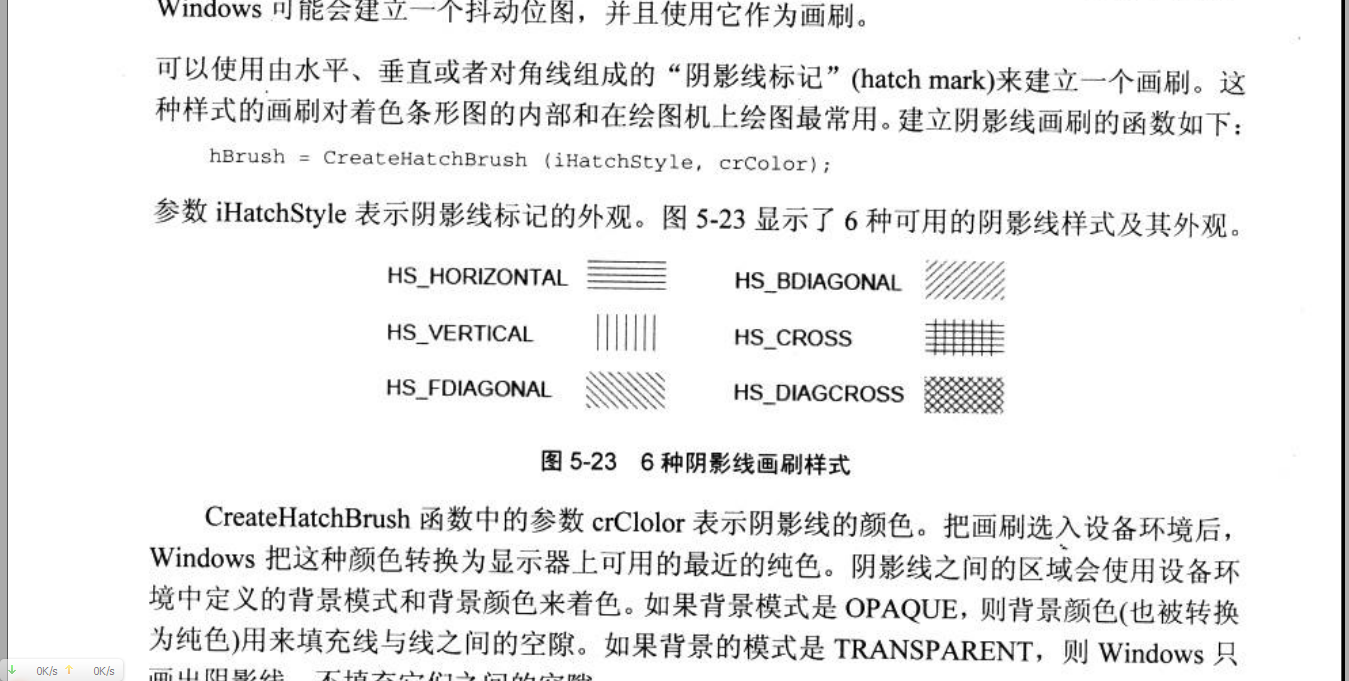 Windows 可能会建立一个抖动位图，并且使用它作为画刷。
可以使用由水平、垂直或者对角线组成的“阴影线标记”(hatch mark)来建立一个画刷。这
种样式的画刷对着色条形图的内部和在绘图机上绘图最常用。建立阴影线画刷的函数如下：
hBrush = CreateHatchBrush (iHatchStyle, crColor);
参数 iHatchStyle 表示阴影线标记的外观。图 5-23 显示了 6 种可用的阴影线样式及其外观。
HS_HORIZONTAL HS_BDIAGONAL
HS_VERTICAL HS_CROSS
HS_FDIAGONAL HS_DIAGCROSS
图 5-23 6 种阴影线画刷样式
CreateHatchBrush 函数中的参数 crClolor 表示阴影线的颜色。把画刷选入设备环境后，
Windows 把这种颜色转换为显示器上可用的最近的纯色。阴影线之间的区域会使用设备环
境中定义的背景模式和背景颜色来着色。如果背景模式是 OPAQUE，则背景颜色(也被转换
为纯色)用来填充线与线之间的空隙。如果背景的模式是 TRANSPARENT，则 Windows 只
画出阴影线，不填充它们之间的空隙
0K/s 0K/s